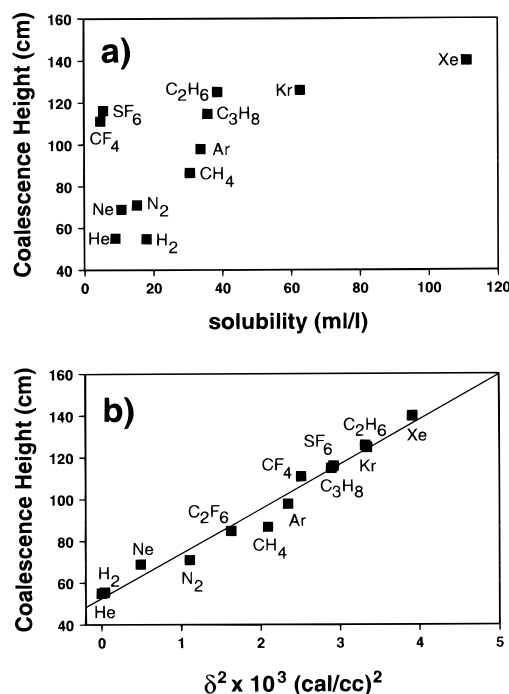 a)
Coalescence Height (cm)
160
140
120
100
80
60
40
0
20
40
60
80
100
120
Xe
C2H6
Kr
SF6
C3H8
CF4
Ar
CH4
Ne
N2
He
H2
solubility (ml/l)
b)
Coalescence Height (cm)
160
140
120
100
80
60
40
0
1
2
3
4
5
C2H6
Xe
SF6
Kr
CF4
C3H8
C2F6
Ar
CH4
Ne
N2
H2
He
δ² x 10³ (cal/cc)²